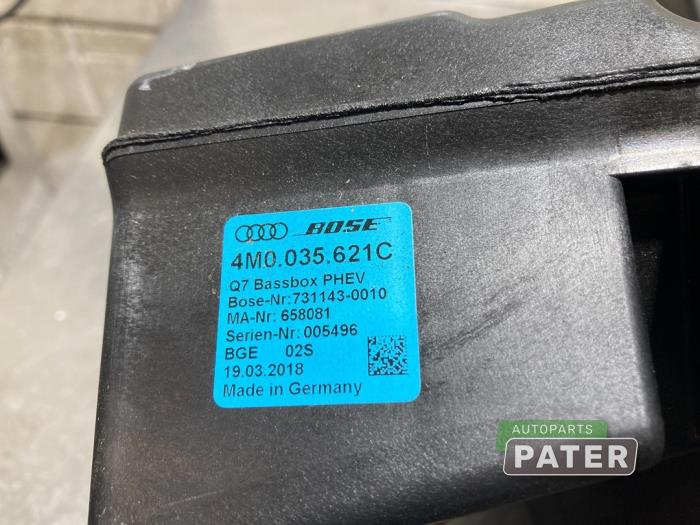 BOSE
4M0.035.621C
Q7 Bassbox PHEV
Bose-Nr:731143-0010
MA-Nr: 658081
Serien-Nr: 005496
BGE 02S
19.03.2018
Made in Germany
AUTOPARTS
PATER